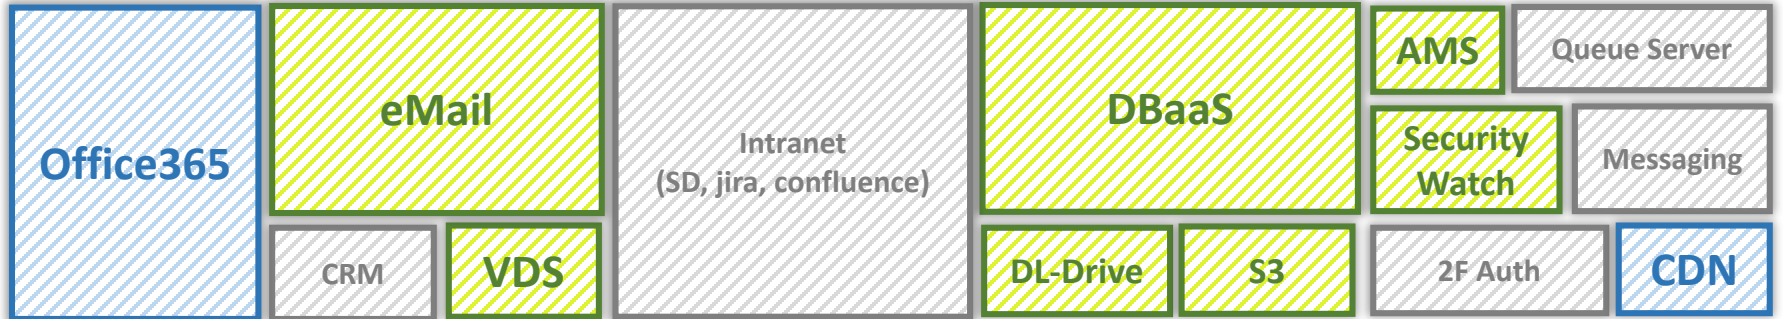 Office365
eMail
CRM
VDS
Intranet
(SD, jira, confluence)
DBaaS
DL-Drive
S3
AMS
Queue Server
Security
Watch
Messaging
2F Auth
CDN